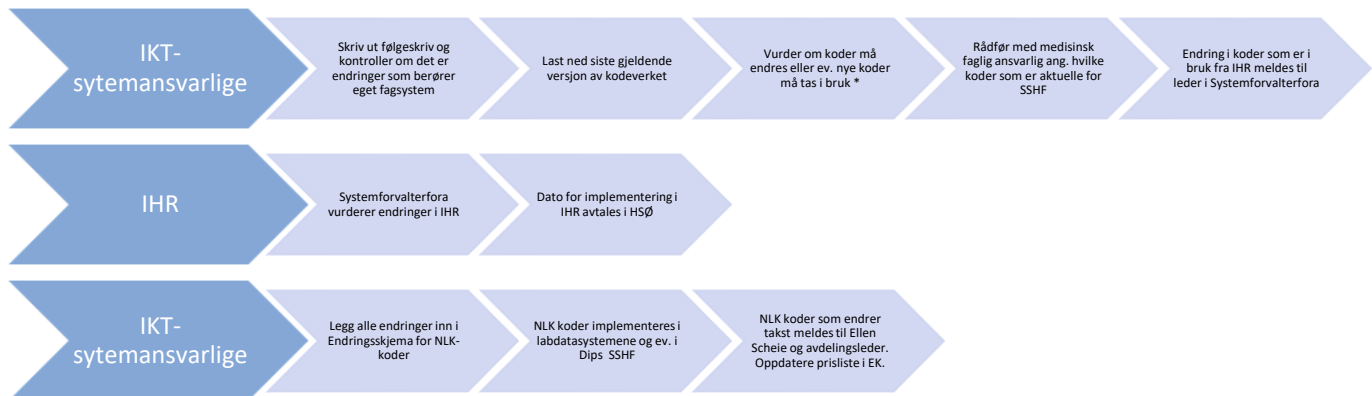 IKT-
sytemansvarlige
Skriv ut følgeskriv og
kontroller om det er
endringer som berører
eget fagsystem
Last ned siste gjeldende
versjon av kodeverket
Vurder om koder må
endres eller ev. nye koder
må tas i bruk *
Rådfør med medisinsk
faglig ansvarlig ang. hvilke
koder som er aktuelle for
SSHF
Endring i koder som er i
bruk fra IHR meldes til
leder i Systemforvalterfora
IHR
Systemforvalterfora
vurderer endringer i IHR
Dato for implementering i
IHR avtales i HSØ
IKT-
sytemansvarlige
Legg alle endringer inn i
Endringsskjema for NLK-
koder
NLK koder implementeres i
labdatasystemene og ev. i
Dips SSHF
NLK koder som endrer
takst meldes til Ellen
Scheie og avdelingsleder.
Oppdatere prisliste i EK.